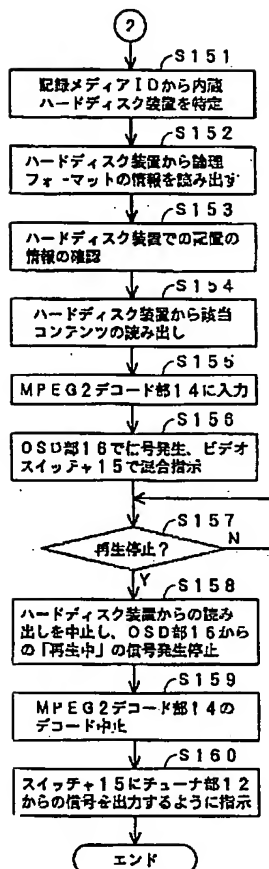 2
S151
記録メディアIDから内蔵
ハードディスク装置を特定
S152
ハードディスク装置から論理
フォーマットの情報を読み出す
S153
ハードディスク装置での配置の
情報の確認
S154
ハードディスク装置から該当
コンテンツの読み出し
S155
MPEG2デコード部14に入力
S156
OSD部16で信号発生、ビデオ
スイッチャ15で混合指示
S157
再生停止?
N
Y
S158
ハードディスク装置からの読み
出しを中止し、OSD部16から
の「再生中」の信号発生停止
S159
MPEG2デコード部14の
デコード中止
S160
スイッチャ15にチューナ部12
からの信号を出力するように指示
エンド